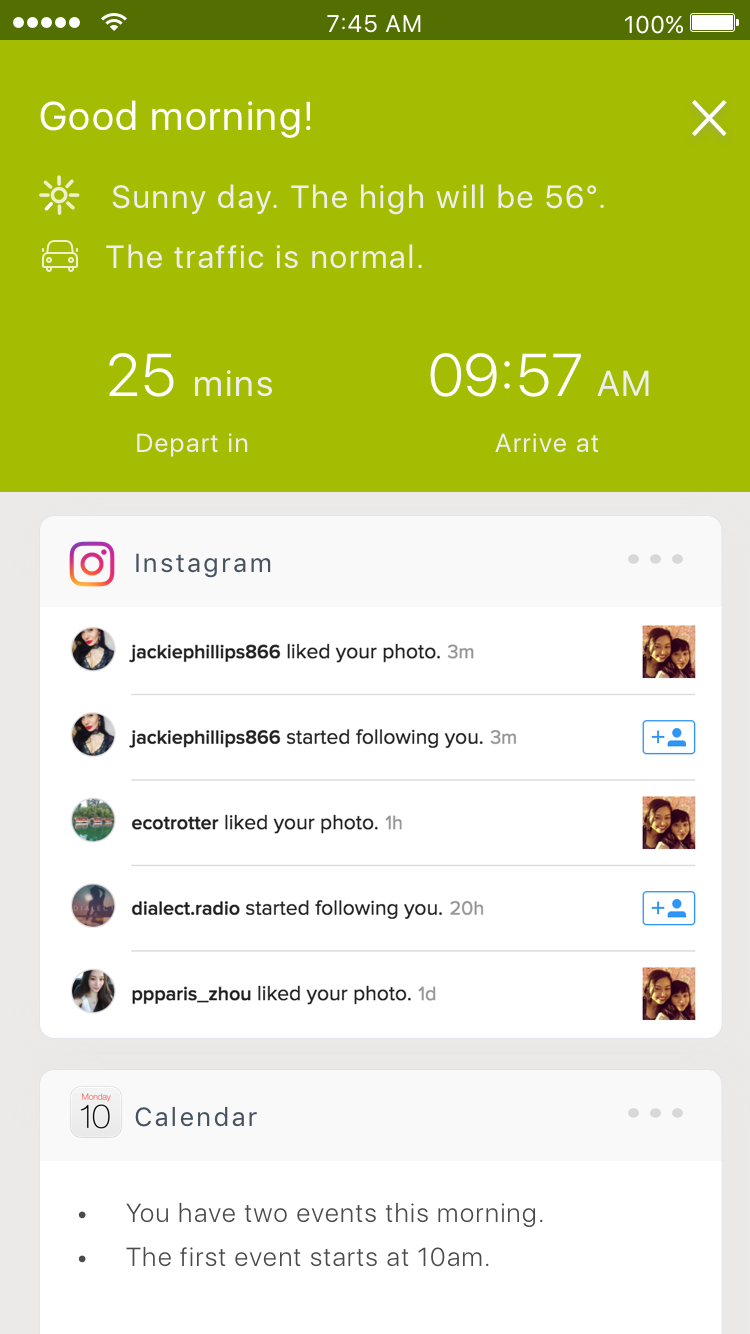 7:45 AM 100%
Good morning!
Sunny day. The high will be 56°.
The traffic is normal.
25 mins 09:57 AM
Depart in Arrive at
Instagram
jackiephillips866 liked your photo. 3m
jackiephillips866 started following you. 3m
ecotrotter liked your photo. 1h
dialect.radio started following you. 20h
ppparis_zhou liked your photo. 1d
Monday
10 Calendar
• You have two events this morning.
• The first event starts at 10am.